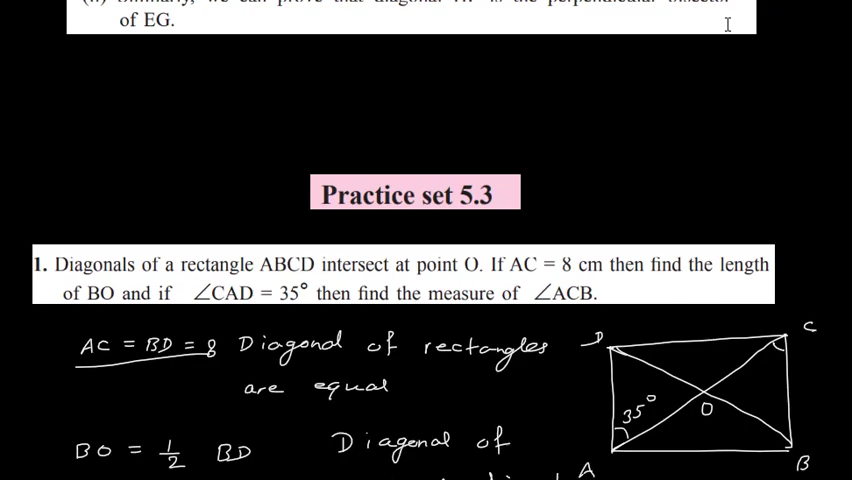 of EG.
Practice set 5.3
1. Diagonals of a rectangle ABCD intersect at point O. If AC = 8 cm then find the length
of BO and if ∠CAD = 35° then find the measure of ∠ACB.
AC = BD = 8 Diagonal of rectangles
are equal
BO = 1/2 BD Diagonal of
D
C
35°
O
A
B